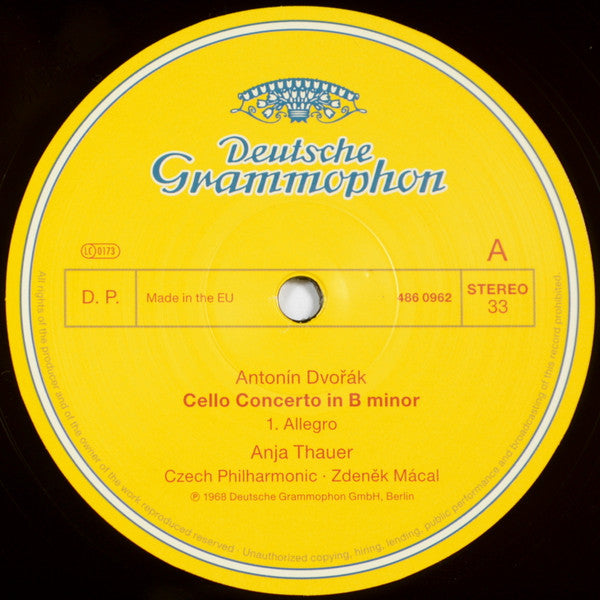 Deutsche
Grammophon
LC 0173
A
D. P.
Made in the EU
486 0962
STEREO
33
Antonín Dvořák
Cello Concerto in B minor
1. Allegro
Anja Thauer
Czech Philharmonic · Zdeněk Mácal
℗ 1968 Deutsche Grammophon GmbH, Berlin
All rights of the producer and of the owner of the work reproduced reserved · Unauthorized copying, hiring, lending, public performance and broadcasting of this record prohibited.